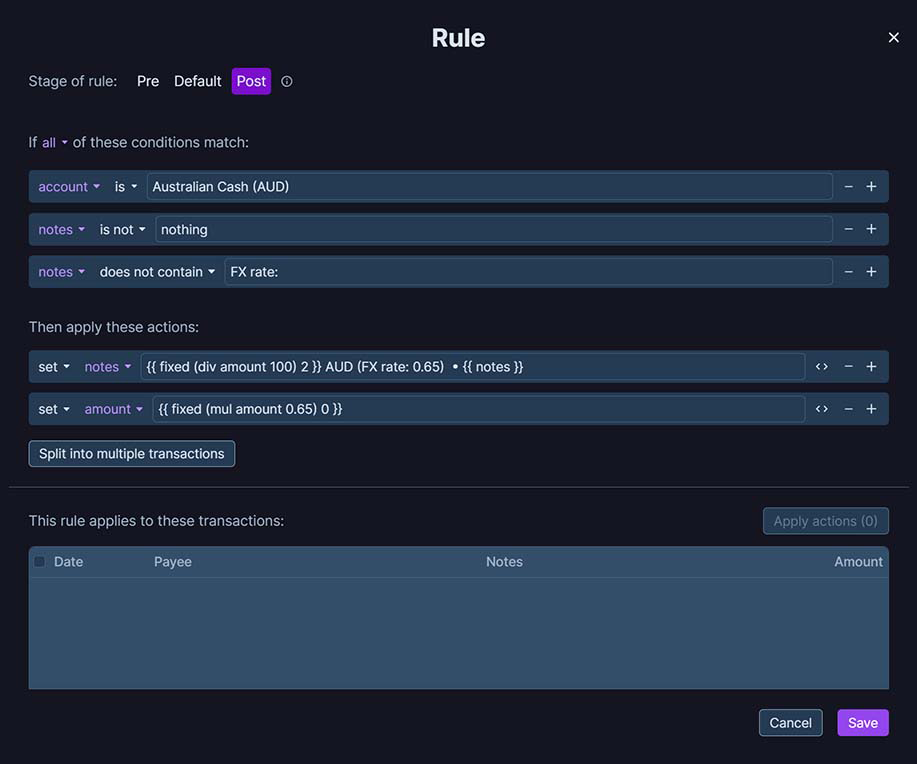 Rule
Stage of rule: Pre Default Post
If all of these conditions match:
account is Australian Cash (AUD)
notes is not nothing
notes does not contain FX rate:
Then apply these actions:
set notes {{ fixed (div amount 100) 2 }} AUD (FX rate: 0.65) • {{ notes }}
set amount {{ fixed (mul amount 0.65) 0 }}
Split into multiple transactions
This rule applies to these transactions: Apply actions (0)
Date Payee Notes Amount
Cancel Save